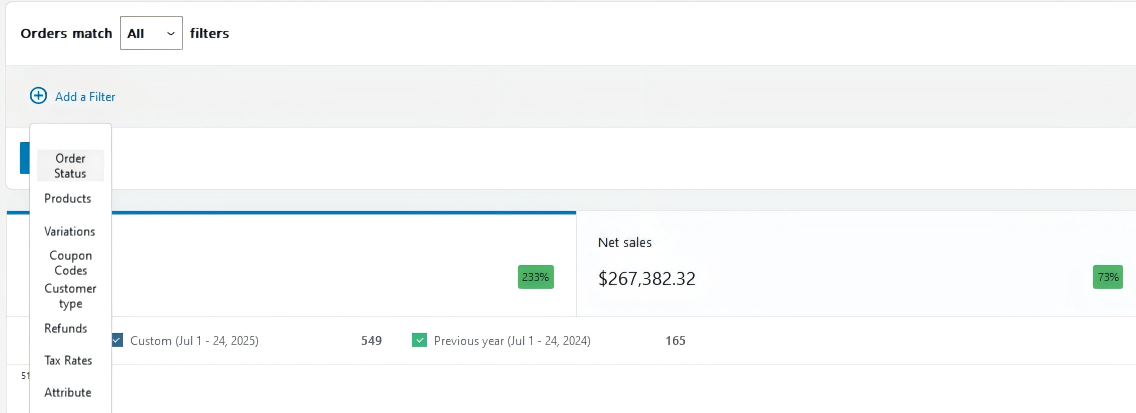 Orders match All filters
Add a Filter
Order
Status
Products
Variations
Coupon
Codes
Customer
type
Refunds
Tax Rates
Attribute
Net sales
233%
$267,382.32
73%
Custom (Jul 1 - 24, 2025) 549
Previous year (Jul 1 - 24, 2024) 165
51